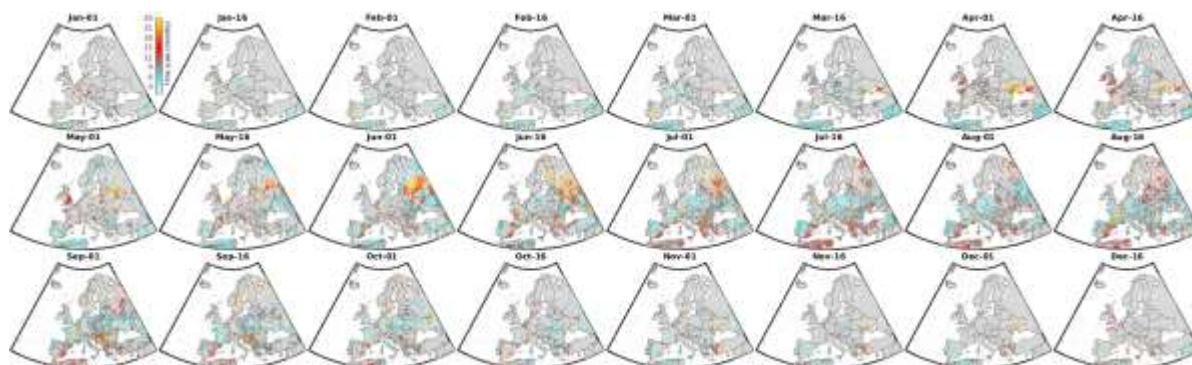 Jan-01 Jan-16 Feb-01 Feb-16 Mar-01 Mar-16 Apr-01 Apr-16
May-01 May-16 Jun-01 Jun-16 Jul-01 Jul-16 Aug-01 Aug-16
Sep-01 Sep-16 Oct-01 Oct-16 Nov-01 Nov-16 Dec-01 Dec-16